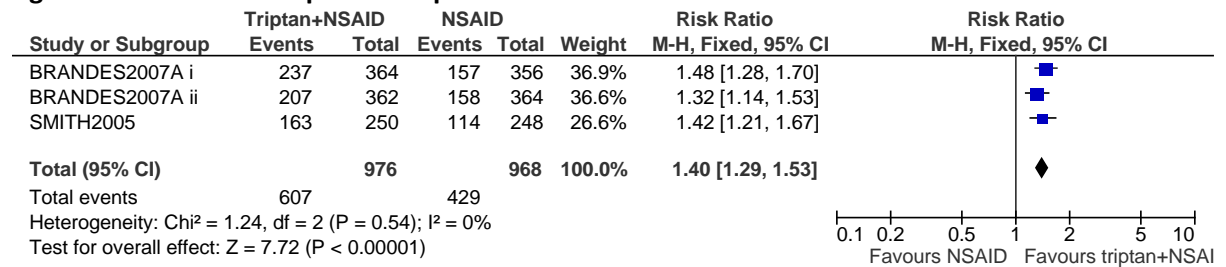 Triptan+NSAID NSAID Risk Ratio Risk Ratio
Study or Subgroup Events Total Events Total Weight M-H, Fixed, 95% CI M-H, Fixed, 95% CI
BRANDES2007A i 237 364 157 356 36.9% 1.48 [1.28, 1.70]
BRANDES2007A ii 207 362 158 364 36.6% 1.32 [1.14, 1.53]
SMITH2005 163 250 114 248 26.6% 1.42 [1.21, 1.67]
Total (95% CI) 976 968 100.0% 1.40 [1.29, 1.53]
Total events 607 429
Heterogeneity: Chi² = 1.24, df = 2 (P = 0.54); I² = 0%
Test for overall effect: Z = 7.72 (P < 0.00001)
0.1 0.2 0.5 1 2 5 10
Favours NSAID Favours triptan+NSAI